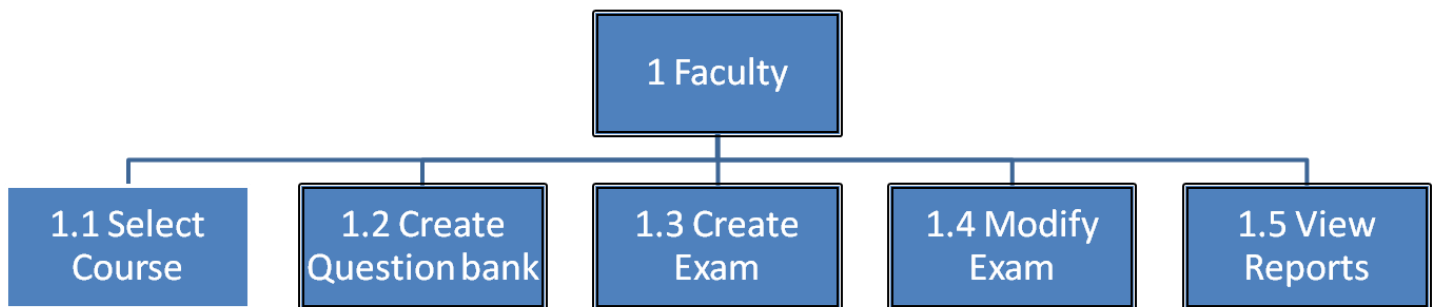 1 Faculty
1.1 Select
Course
1.2 Create
Question bank
1.3 Create
Exam
1.4 Modify
Exam
1.5 View
Reports